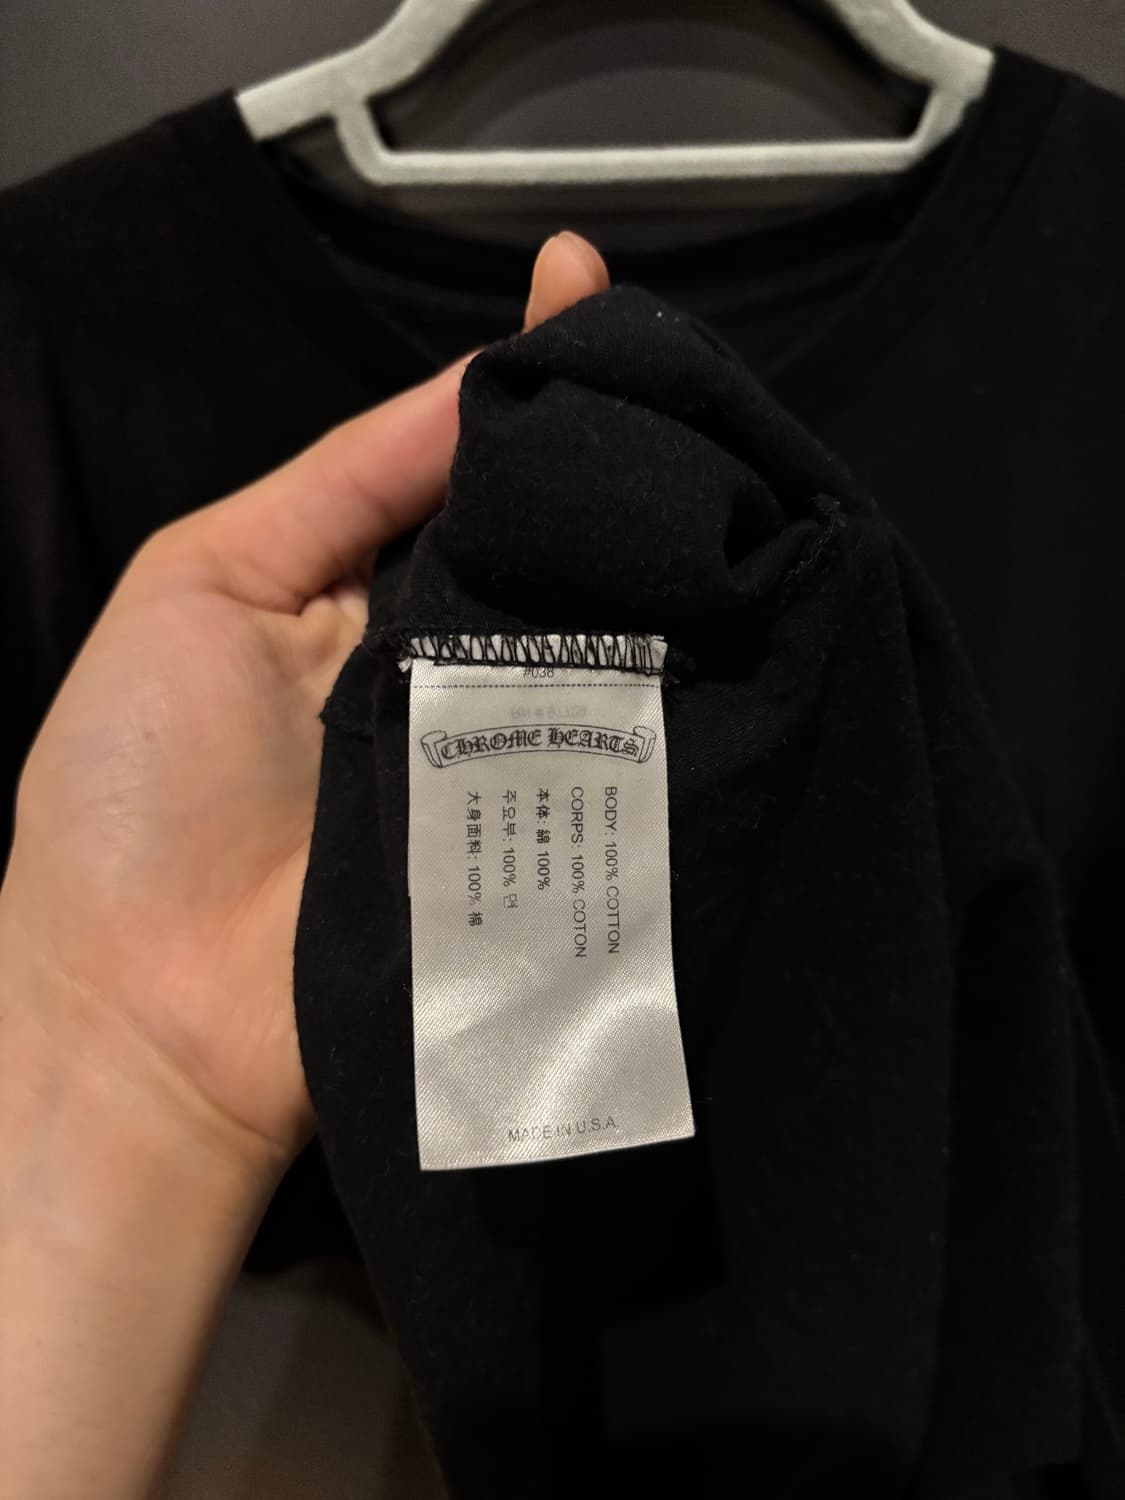 #038
CHROME HEARTS
BODY: 100% COTTON
CORPS: 100% COTON
本体: 綿 100%
주요부: 100% 면
大身面料: 100% 棉
MADE IN U.S.A.